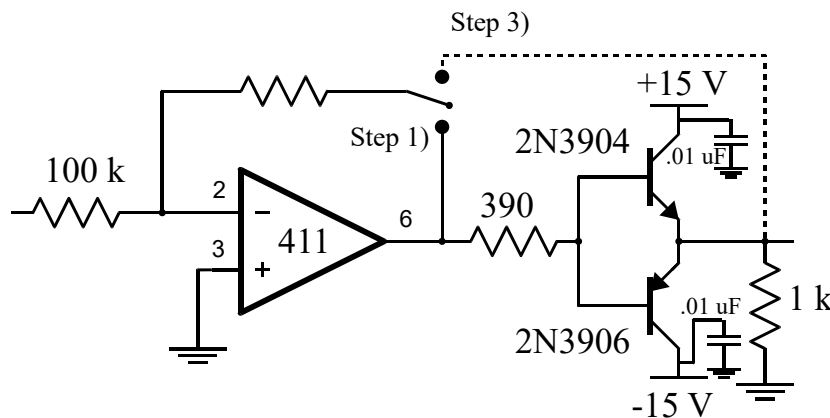 Step 3)
+15 V
Step 1)
2N3904
.01 uF
100 k
2
6
390
411
3
.01 uF
1 k
2N3906
-15 V